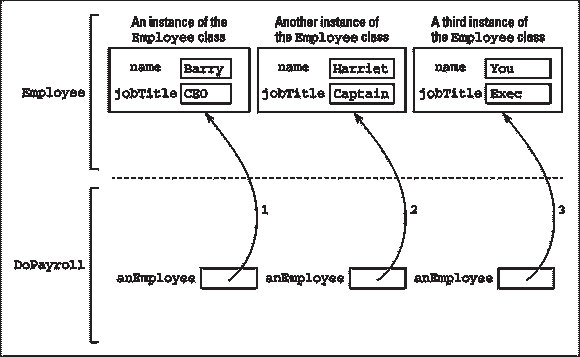 An instance of the
Employee class
Another instance of
the Employee class
A third instance of
the Employee class
Employee
name Barry
jobTitle CEO
name Harriet
jobTitle Captain
name You
jobTitle Exec
1
2
3
DoPayroll
anEmployee
anEmployee
anEmployee